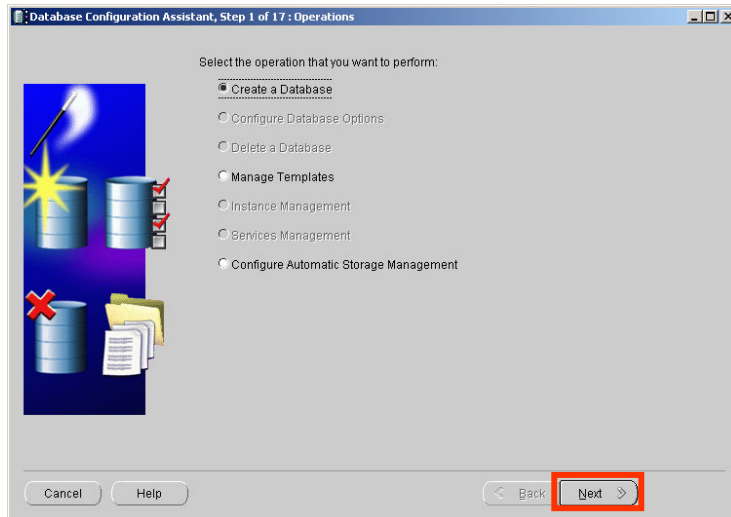 Database Configuration Assistant, Step 1 of 17 : Operations
Select the operation that you want to perform:
Create a Database
Configure Database Options
Delete a Database
Manage Templates
Instance Management
Services Management
Configure Automatic Storage Management
Cancel
Help
Back
Next